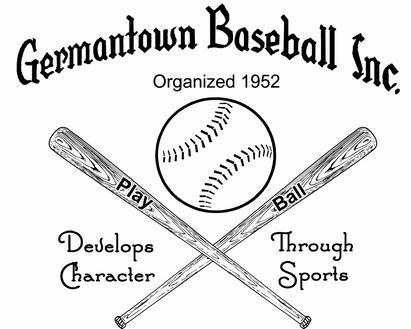 Germantown Baseball Inc.
Organized 1952
Play Ball
Develops Through
Character Sports